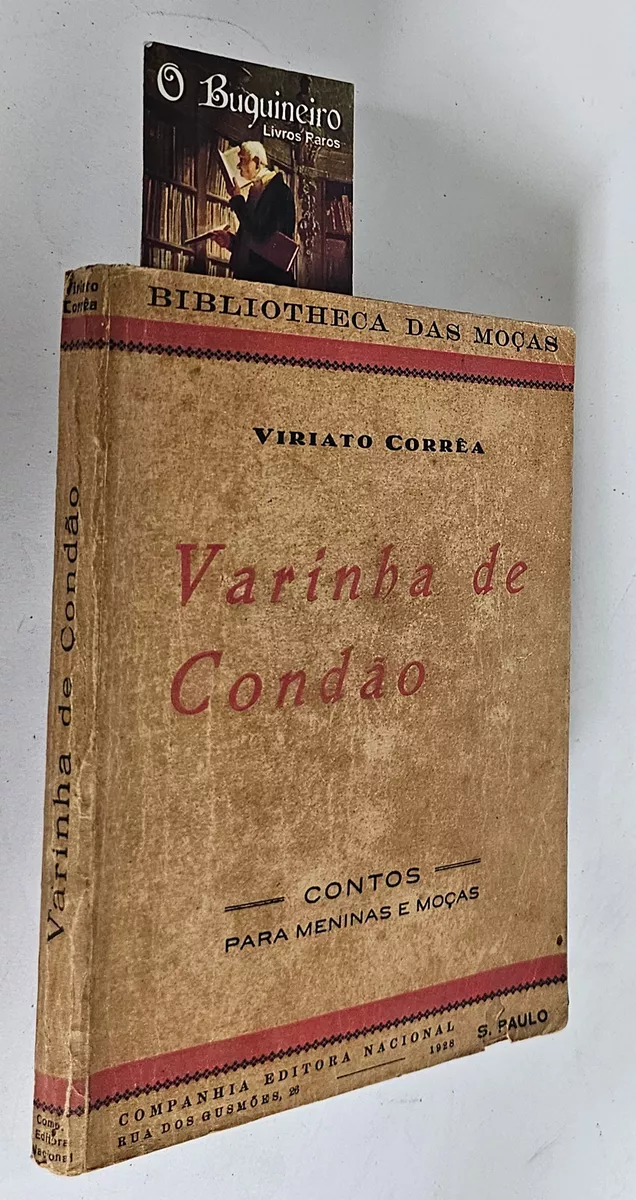 O Buquineiro
Livros Raros
BIBLIOTHECA DAS MOÇAS
VIRIATO CORRÊA
Varinha de
Condão
CONTOS
PARA MENINAS E MOÇAS
COMPANHIA EDITORA NACIONAL
RUA DOS GUSMÕES, 26
1928
S. PAULO
Viriato
Corrêa
Varinha de Condão
Comp.
Editora
Nacional